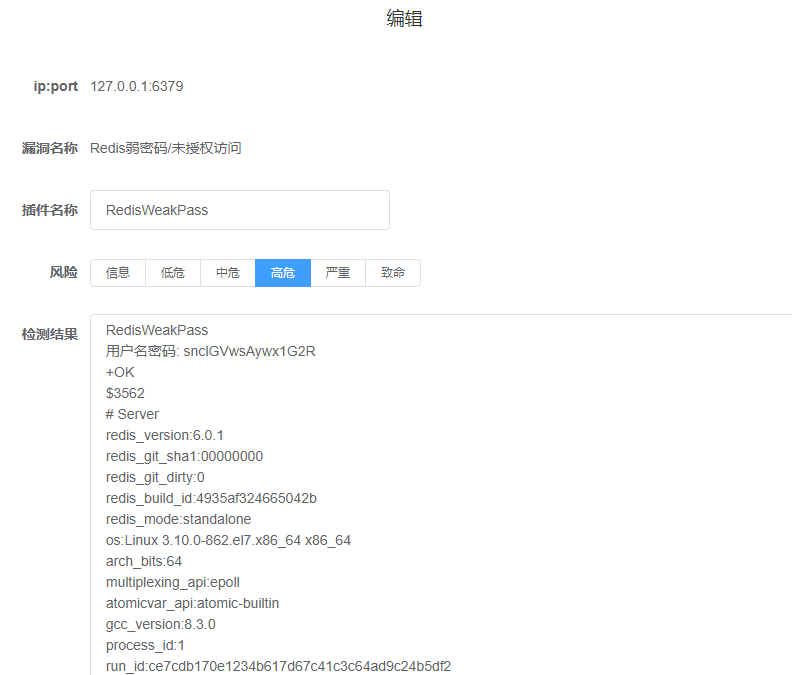 编辑
ip:port 127.0.0.1:6379
漏洞名称 Redis弱密码/未授权访问
插件名称 RedisWeakPass
风险 信息 低危 中危 高危 严重 致命
检测结果 RedisWeakPass
用户名密码: snclGVwsAywx1G2R
+OK
$3562
# Server
redis_version:6.0.1
redis_git_sha1:00000000
redis_git_dirty:0
redis_build_id:4935af324665042b
redis_mode:standalone
os:Linux 3.10.0-862.el7.x86_64 x86_64
arch_bits:64
multiplexing_api:epoll
atomicvar_api:atomic-builtin
gcc_version:8.3.0
process_id:1
run_id:ce7cdb170e1234b617d67c41c3c64ad9c24b5df2